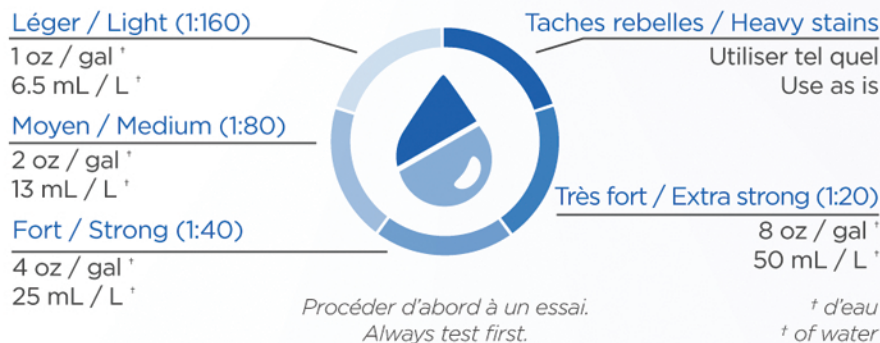 Léger / Light (1:160)
1 oz / gal †
6.5 mL / L †
Moyen / Medium (1:80)
2 oz / gal †
13 mL / L †
Fort / Strong (1:40)
4 oz / gal †
25 mL / L †
Taches rebelles / Heavy stains
Utiliser tel quel
Use as is
Très fort / Extra strong (1:20)
8 oz / gal †
50 mL / L †
Procéder d'abord à un essai.
Always test first.
† d'eau
† of water